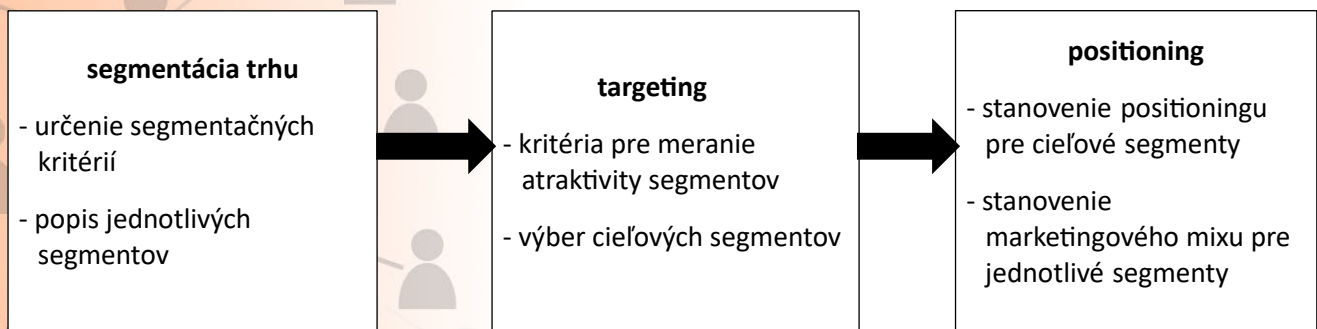 segmentácia trhu
- určenie segmentačných
kritérií
- popis jednotlivých
segmentov
targeting
- kritéria pre meranie
atraktivity segmentov
- výber cieľových segmentov
positioning
- stanovenie positioningu
pre cieľové segmenty
- stanovenie
marketingového mixu pre
jednotlivé segmenty